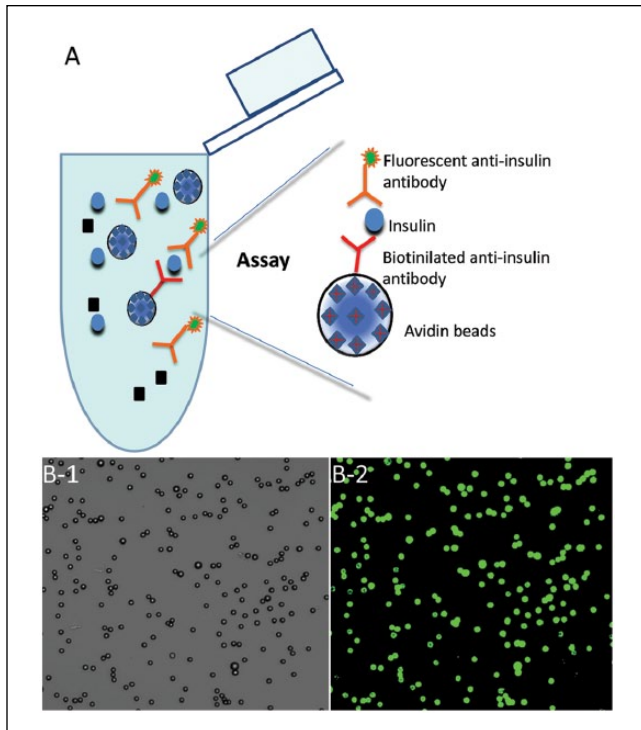 A
Fluorescent anti-insulin
antibody
Insulin
Assay
Biotinilated anti-insulin
antibody
Avidin beads
B-1
B-2